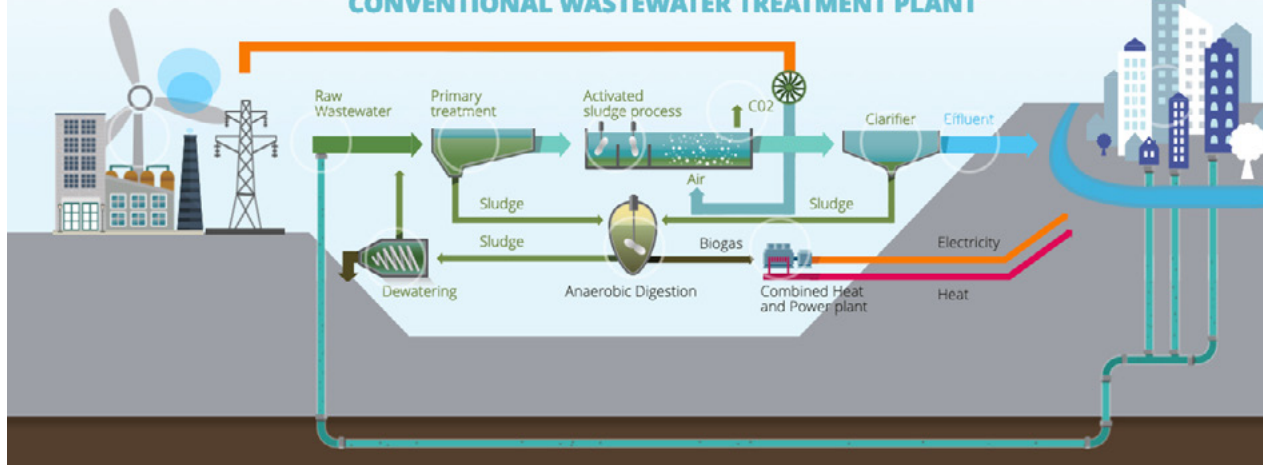 CONVENTIONAL WASTEWATER TREATMENT PLANT
Raw
Wastewater
Primary
treatment
Activated
sludge process
C02
Clarifier
Effluent
Air
Sludge
Sludge
Sludge
Biogas
Electricity
Dewatering
Anaerobic Digestion
Combined Heat
and Power plant
Heat